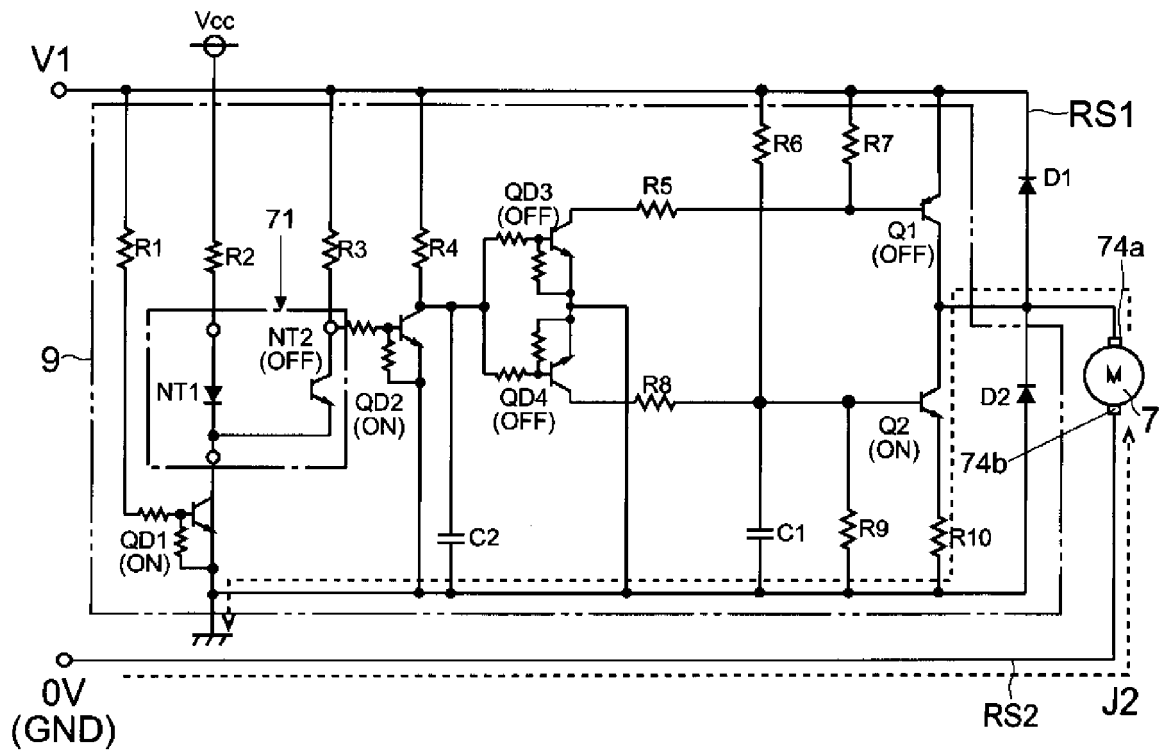 Vcc
V1
RS1
R6
R7
D1
QD3
(OFF)
R5
71
R1
R2
R3
R4
Q1
(OFF)
74a
9
NT2
(OFF)
NT1
QD2
(ON)
QD4
(OFF)
R8
Q2
(ON)
D2
M
7
74b
QD1
(ON)
C2
C1
R9
R10
0V
(GND)
RS2
J2